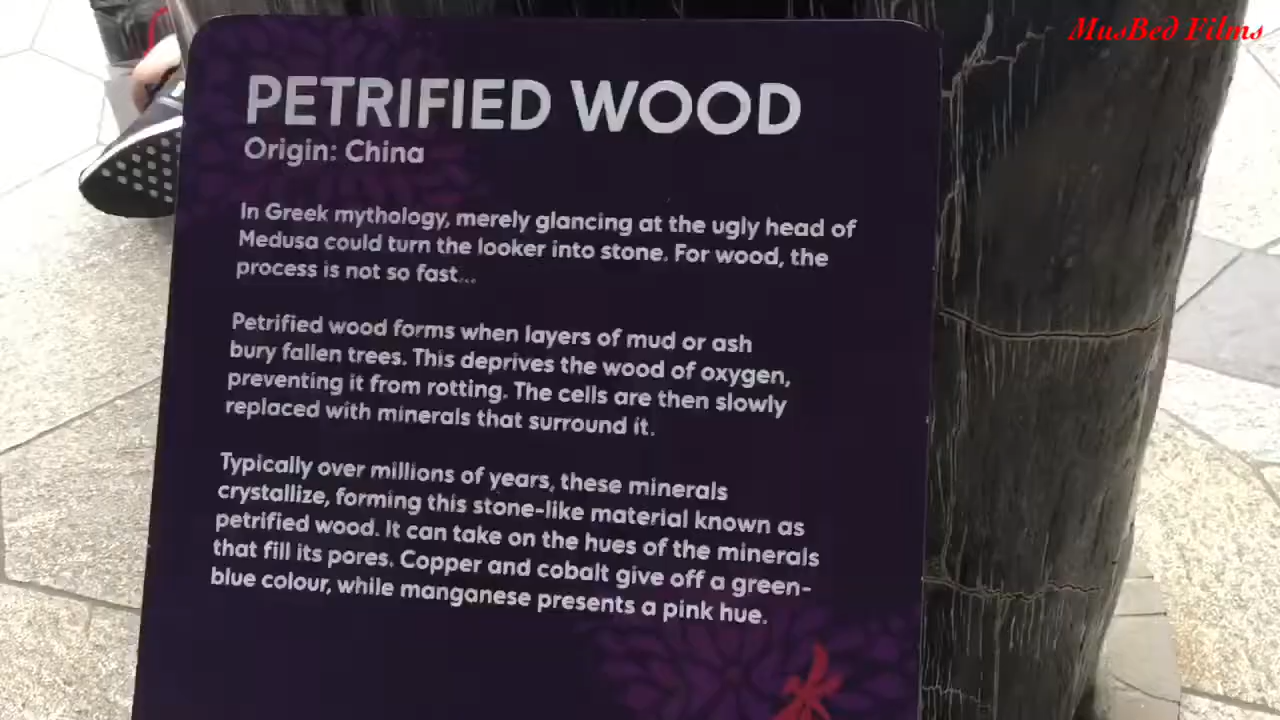 MusBed Films
PETRIFIED WOOD
Origin: China
In Greek mythology, merely glancing at the ugly head of
Medusa could turn the looker into stone. For wood, the
process is not so fast...
Petrified wood forms when layers of mud or ash
bury fallen trees. This deprives the wood of oxygen,
preventing it from rotting. The cells are then slowly
replaced with minerals that surround it.
Typically over millions of years, these minerals
crystallize, forming this stone-like material known as
petrified wood. It can take on the hues of the minerals
that fill its pores. Copper and cobalt give off a green-
blue colour, while manganese presents a pink hue.